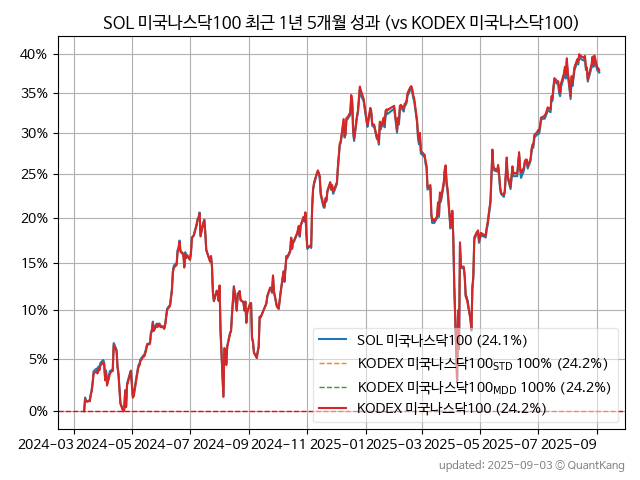 SOL 미국나스닥100 최근 1년 5개월 성과 (vs KODEX 미국나스닥100)
40%
35%
30%
25%
20%
15%
10%
5%
0%
SOL 미국나스닥100 (24.1%)
KODEX 미국나스닥100STD 100% (24.2%)
KODEX 미국나스닥100MDD 100% (24.2%)
KODEX 미국나스닥100 (24.2%)
2024-03 2024-05 2024-07 2024-09 2024-11 2025-01 2025-03 2025-05 2025-07 2025-09
updated: 2025-09-03 ⓒ QuantKang